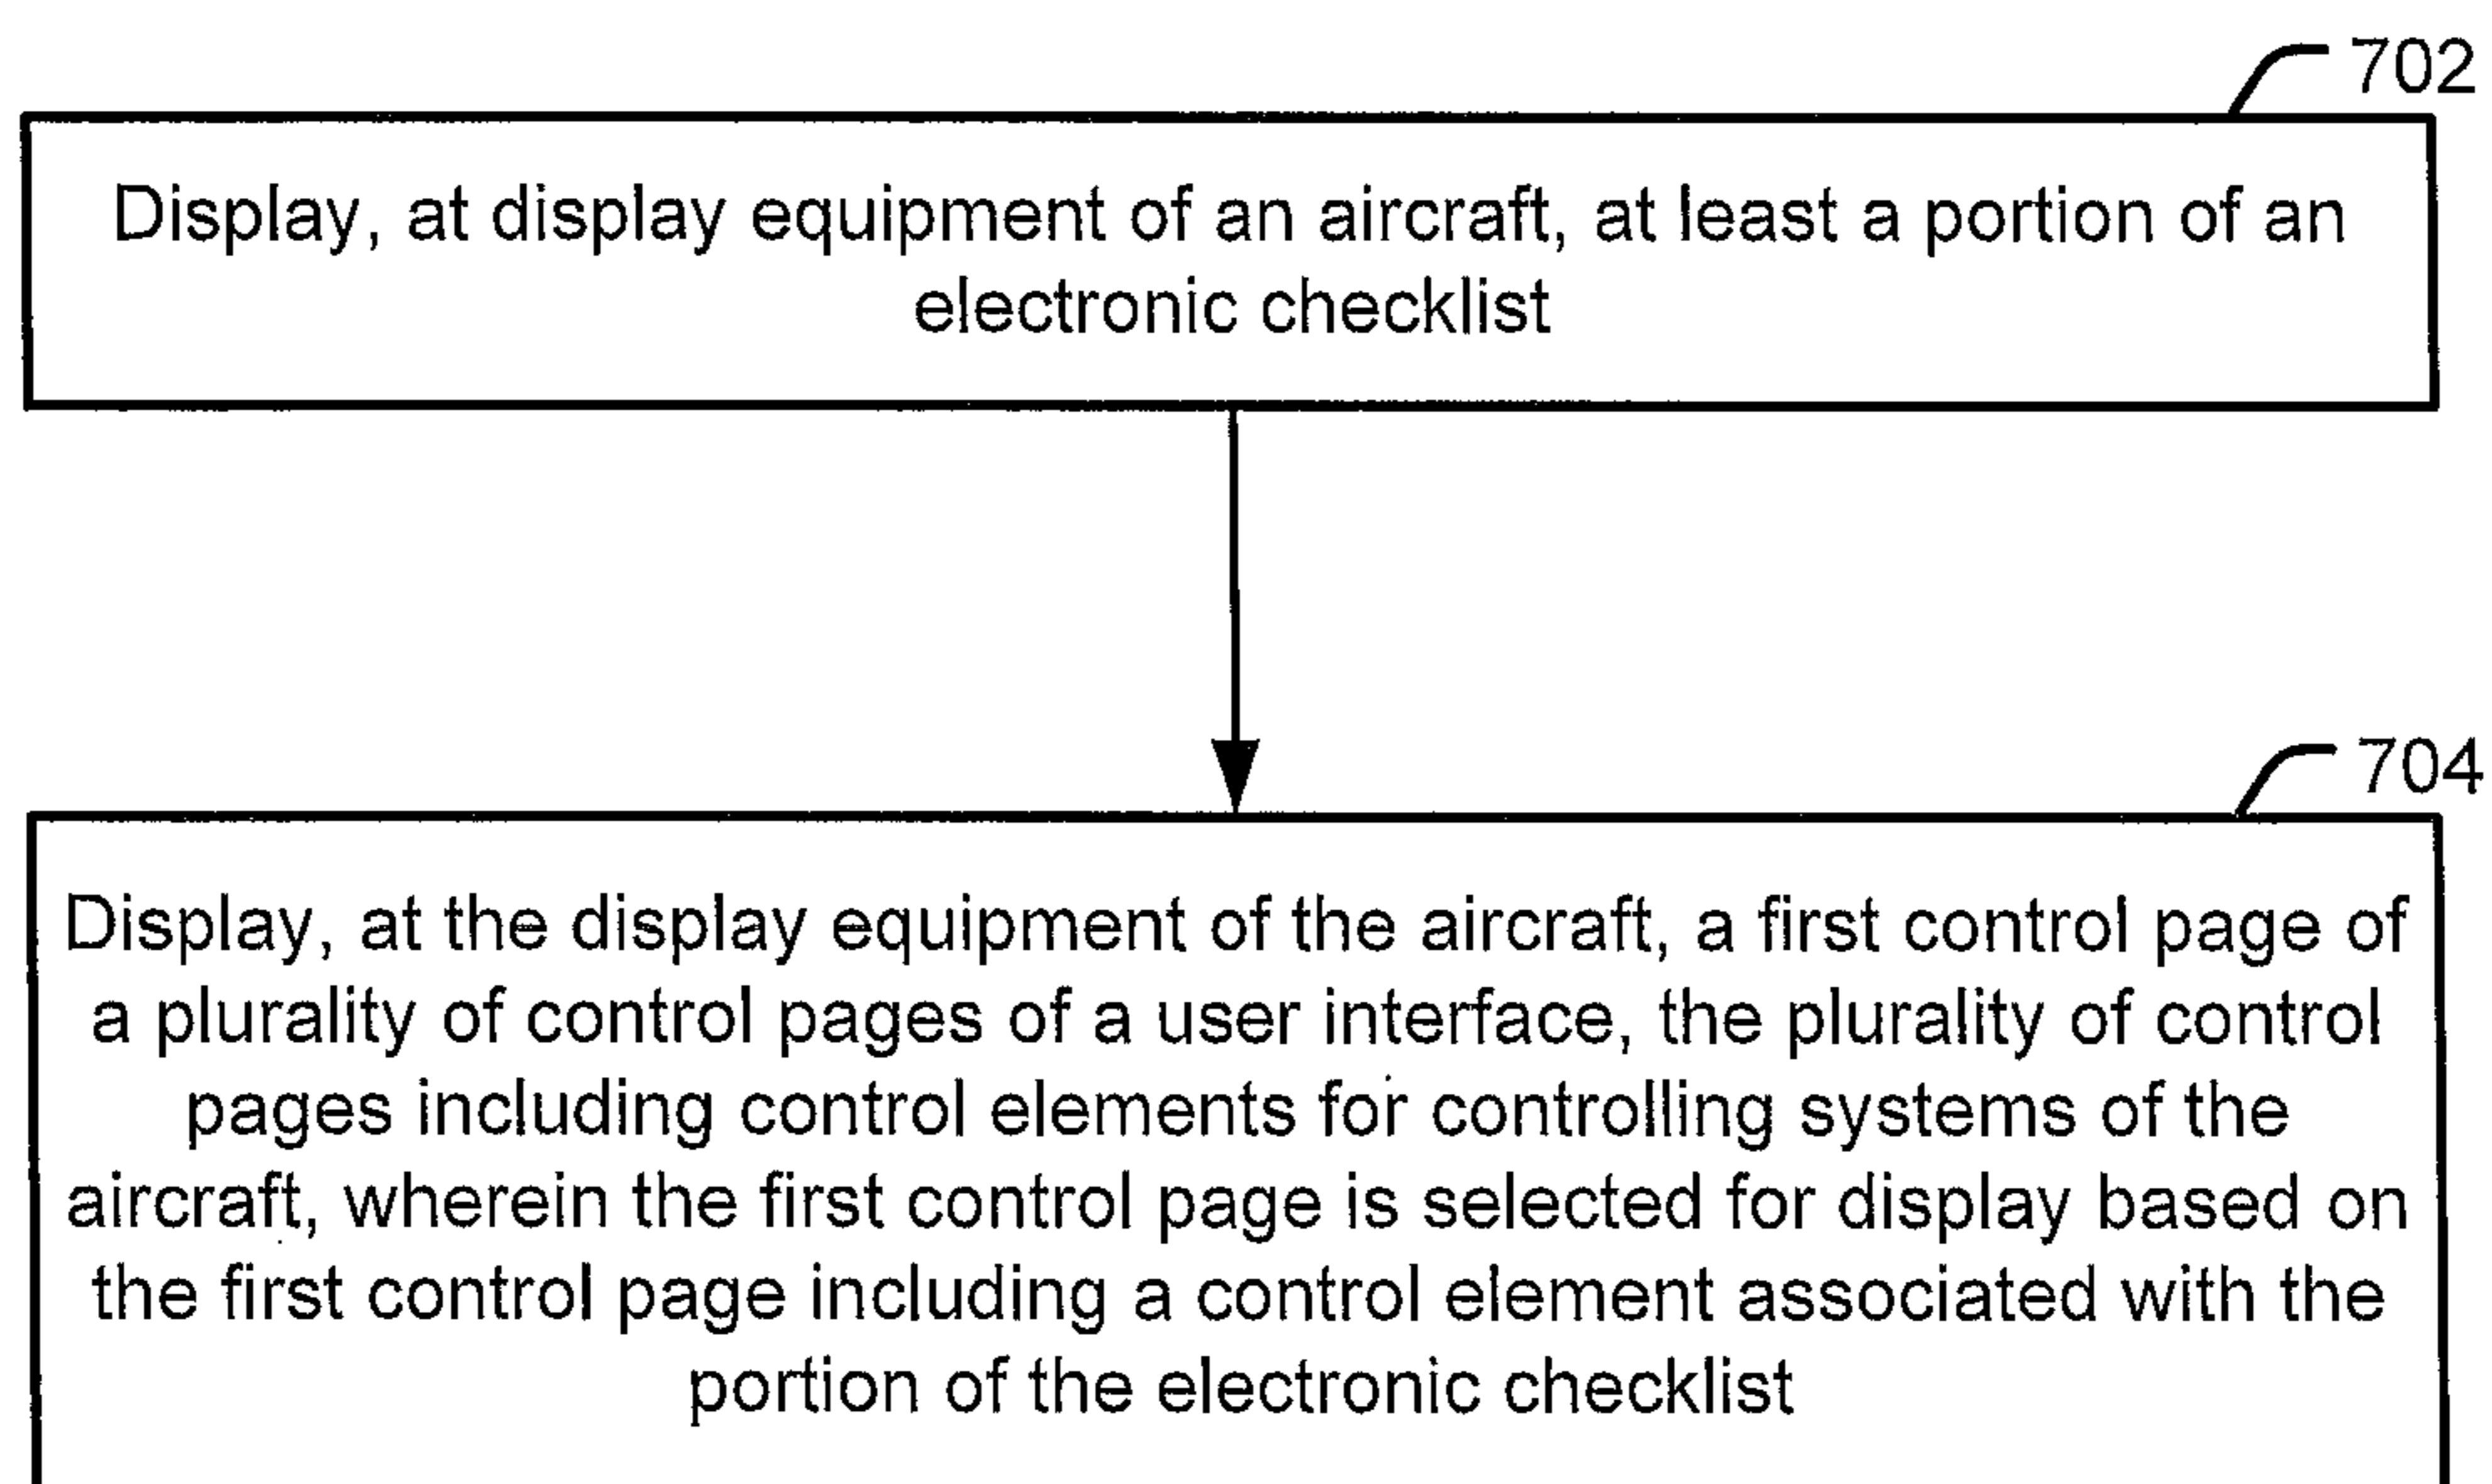 702
Display, at display equipment of an aircraft, at least a portion of an
electronic checklist
704
Display, at the display equipment of the aircraft, a first control page of
a plurality of control pages of a user interface, the plurality of control
pages including control elements for controlling systems of the
aircraft, wherein the first control page is selected for display based on
the first control page including a control element associated with the
portion of the electronic checklist